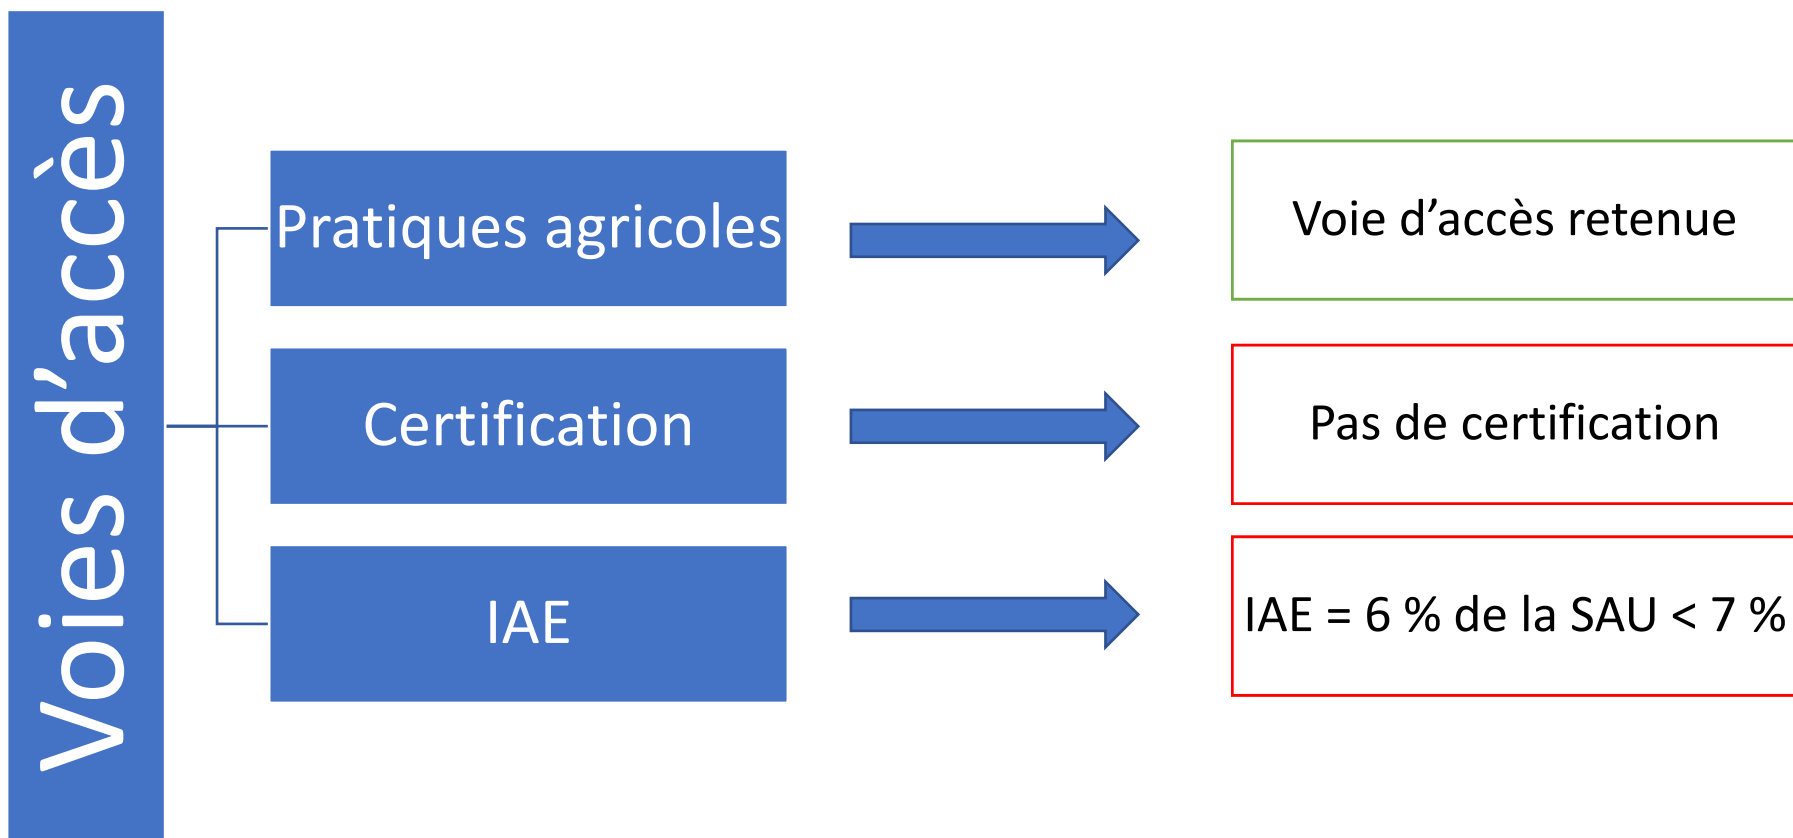 Voies d’accès
Pratiques agricoles
Voie d’accès retenue
Certification
Pas de certification
IAE
IAE = 6 % de la SAU < 7 %